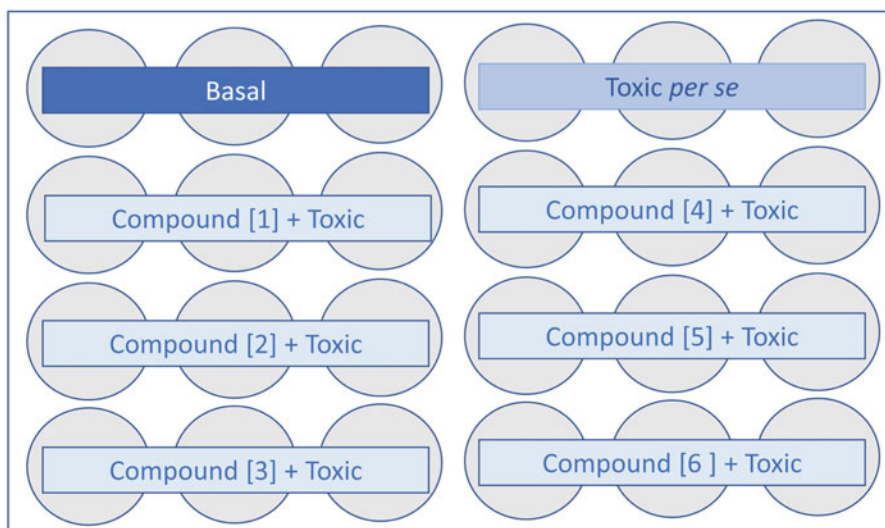 Basal
Toxic per se
Compound [1] + Toxic
Compound [4] + Toxic
Compound [2] + Toxic
Compound [5] + Toxic
Compound [3] + Toxic
Compound [6 ] + Toxic